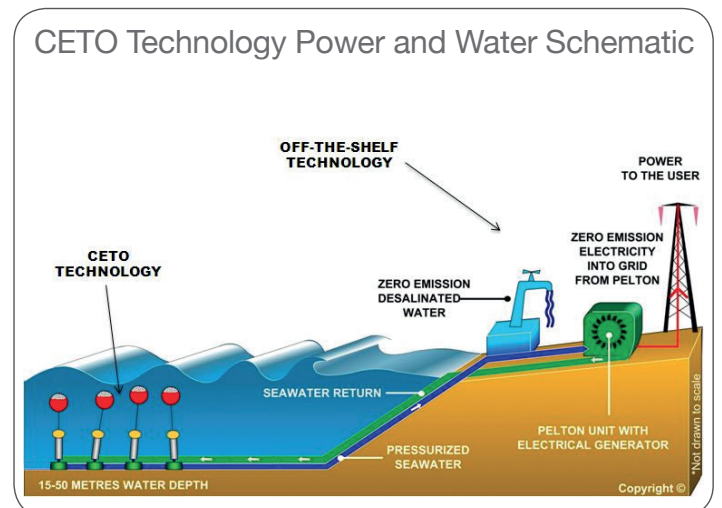 CETO Technology Power and Water Schematic
OFF-THE-SHELF
TECHNOLOGY
POWER
TO THE USER
CETO
TECHNOLOGY
ZERO EMISSION
ELECTRICITY
INTO GRID
FROM PELTON
ZERO EMISSION
DESALINATED
WATER
SEAWATER RETURN
PELTON UNIT WITH
ELECTRICAL GENERATOR
PRESSURIZED
SEAWATER
15-50 METRES WATER DEPTH
*Not drawn to scale
Copyright ©